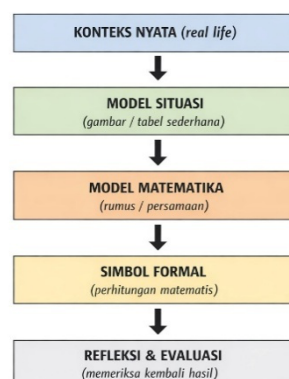 KONTEKS NYATA (real life)
MODEL SITUASI
(gambar / tabel sederhana)
MODEL MATEMATIKA
(rumus / persamaan)
SIMBOL FORMAL
(perhitungan matematis)
REFLEKSI & EVALUASI
(memeriksa kembali hasil)